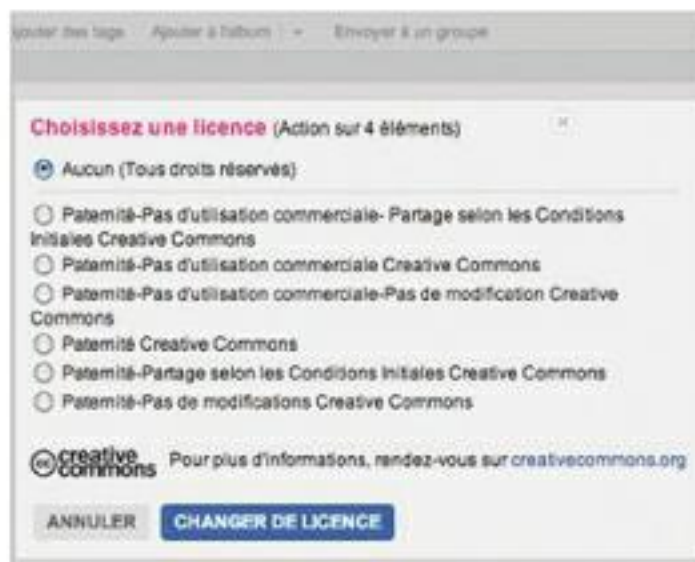 jouter des tags Ajouter à l'album Envoyer à un groupe
Choisissez une licence (Action sur 4 éléments)
Aucun (Tous droits réservés)
Paternité-Pas d'utilisation commerciale- Partage selon les Conditions
Initiales Creative Commons
Paternité-Pas d'utilisation commerciale Creative Commons
Paternité-Pas d'utilisation commerciale-Pas de modification Creative
Commons
Paternité Creative Commons
Paternité-Partage selon les Conditions Initiales Creative Commons
Paternité-Pas de modifications Creative Commons
cc creative commons Pour plus d'informations, rendez-vous sur creativecommons.org
ANNULER CHANGER DE LICENCE